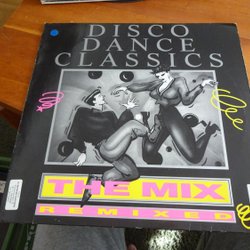 DISCO
DANCE
CLASSICS
THE MIX
REMIXED